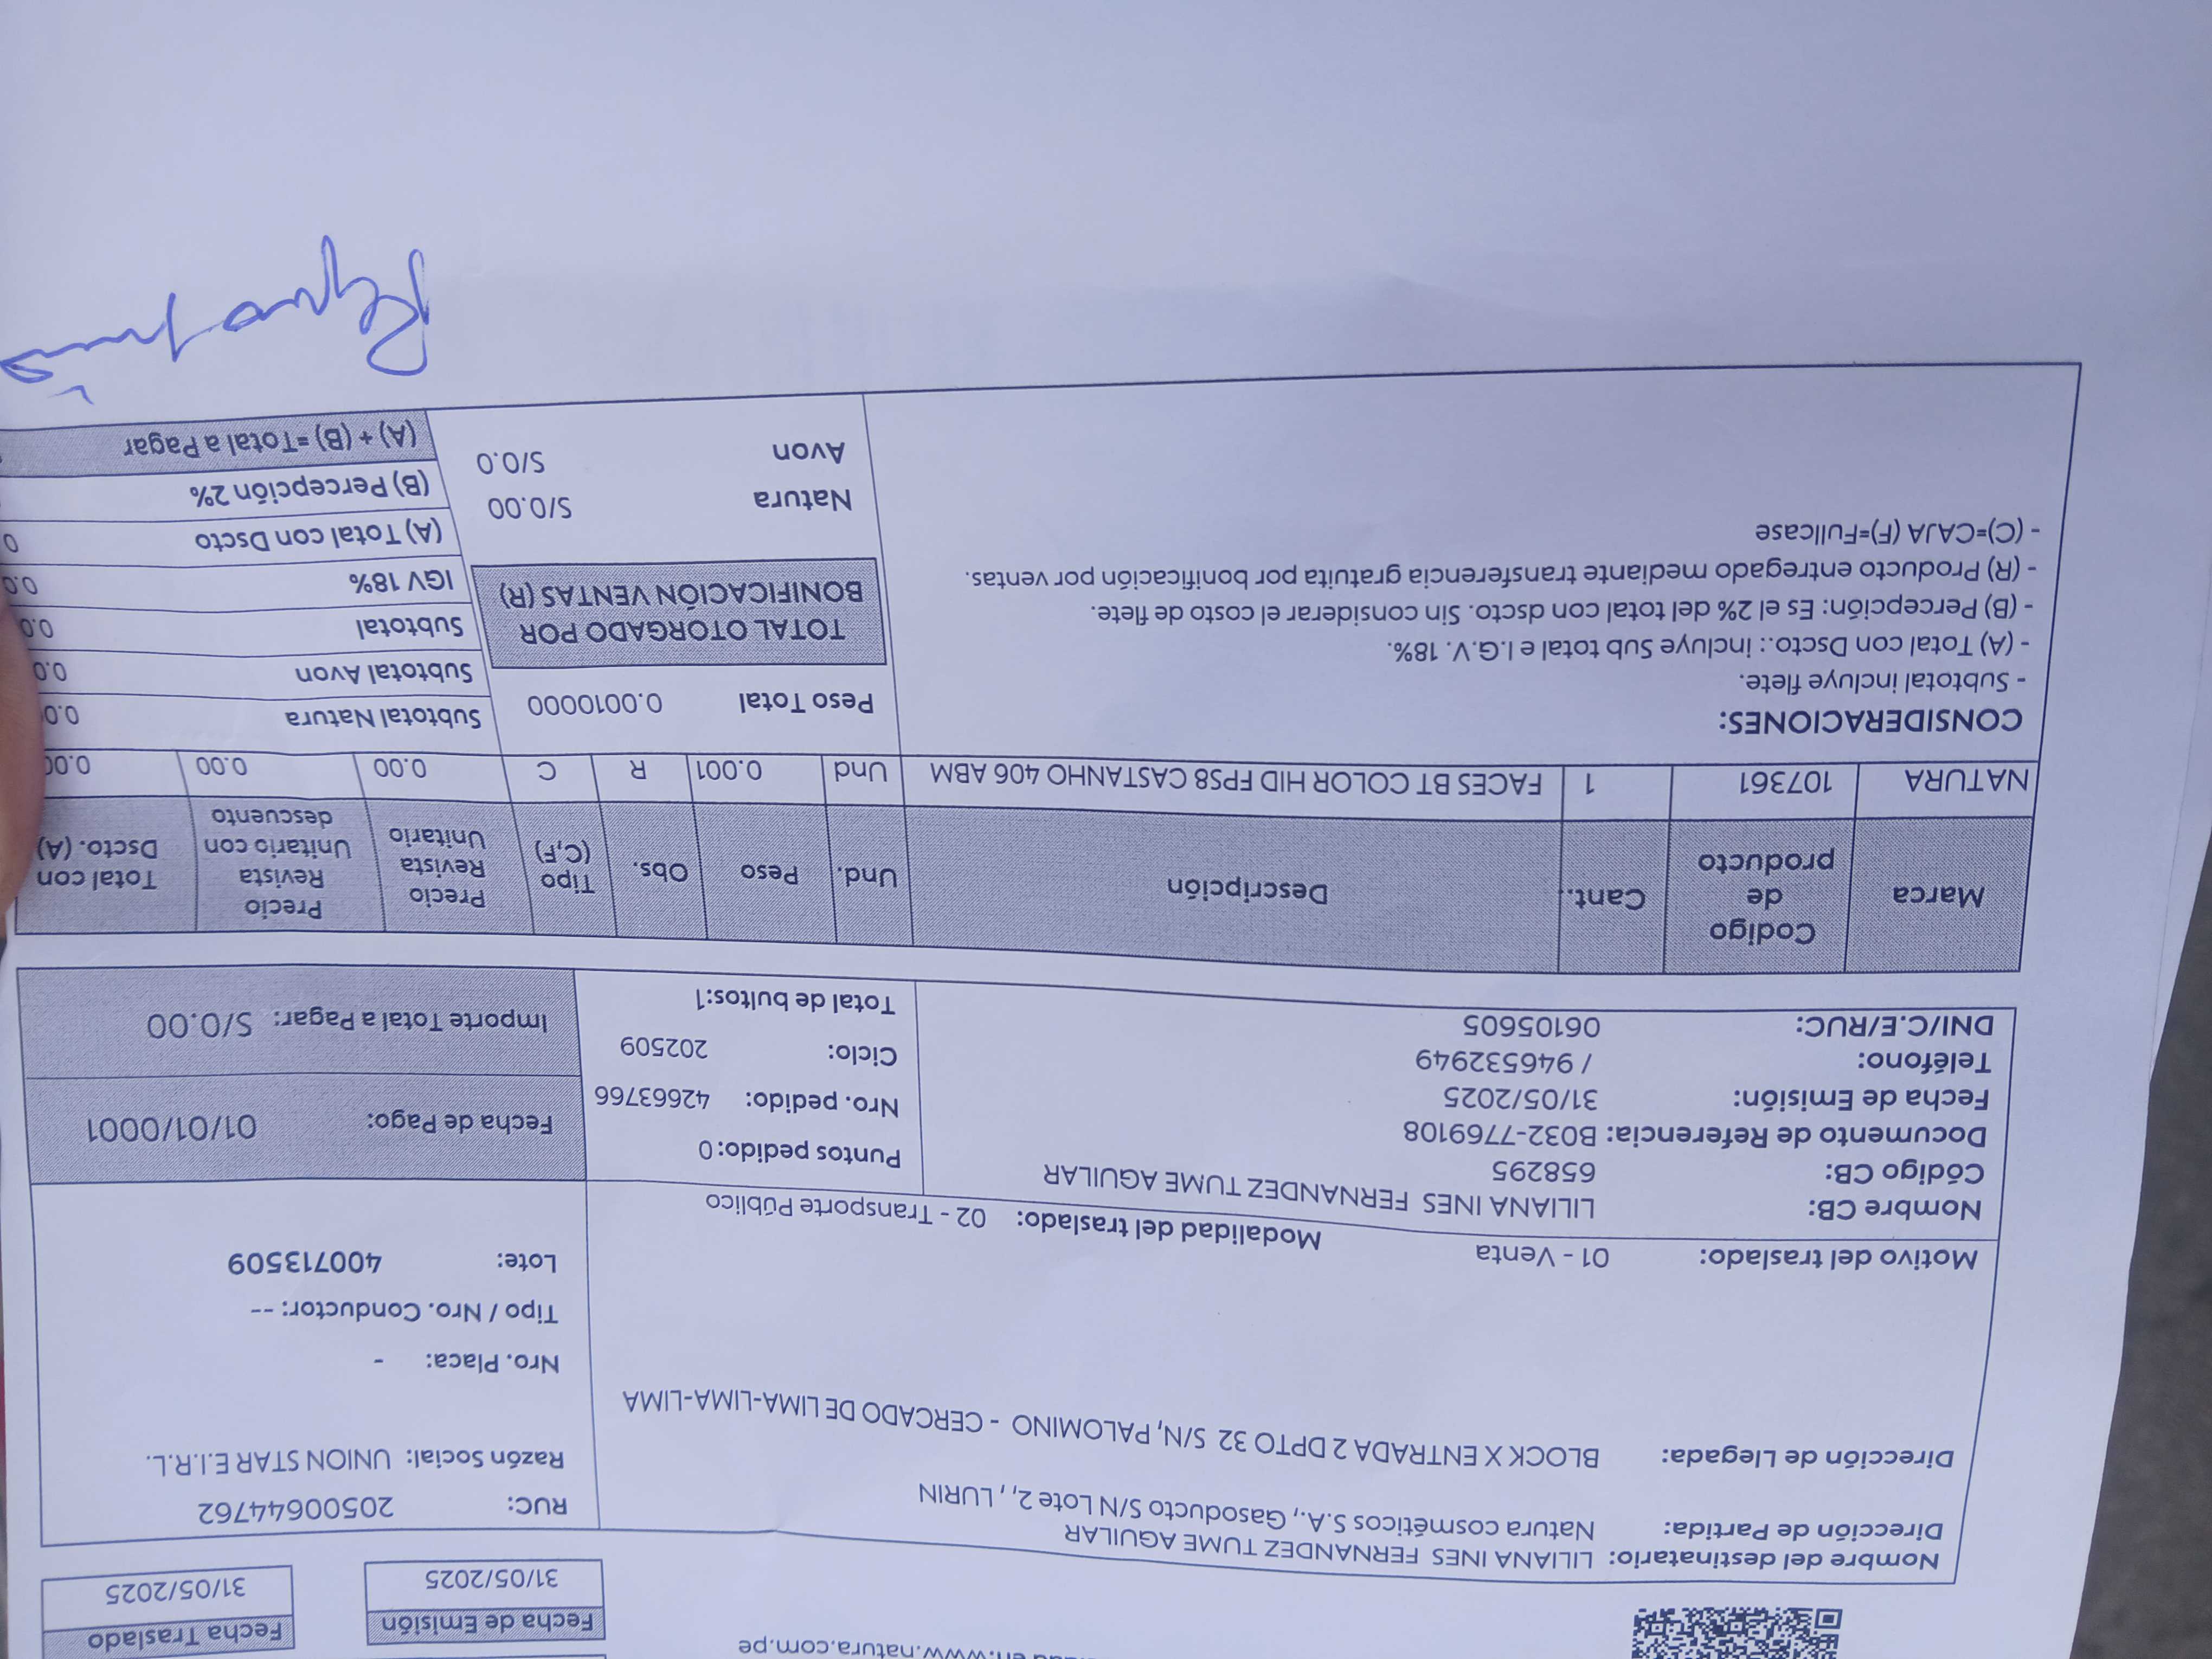 www.natura.com.pe
Fecha de Emisión
31/05/2025
Fecha Traslado
31/05/2025
Nombre del destinatario: LILIANA INES FERNANDEZ TUME AGUILAR
Dirección de Partida: Natura cosméticos S.A., Gasoducto S/N Lote 2, , LURIN
Dirección de Llegada: BLOCK X ENTRADA 2 DPTO 32 S/N, PALOMINO - CERCADO DE LIMA-LIMA-LIMA
RUC: 20500644762
Razón Social: UNION STAR E.I.R.L.
Nro. Placa: -
Tipo / Nro. Conductor: --
Lote: 400713509
Motivo del traslado: 01 - Venta Modalidad del traslado: 02 - Transporte Público
Nombre CB: LILIANA INES FERNANDEZ TUME AGUILAR
Código CB: 658295
Documento de Referencia: B032-7769108
Fecha de Emisión: 31/05/2025
Teléfono: / 946532949
DNI/C.E/RUC: 06105605
Puntos pedido: 0
Nro. pedido: 42663766
Ciclo: 202509
Total de bultos:1
Fecha de Pago: 01/01/0001
Importe Total a Pagar: S/0.00
Marca Codigo de producto Cant. Descripción Und. Peso Obs. Tipo (C,F) Precio Revista Unitario Precio Revista Unitario con descuento Total con Dscto. (A)
NATURA 107361 1 FACES BT COLOR HID FPS8 CASTANHO 406 ABM Und 0.001 R C 0.00 0.00 0.00
CONSIDERACIONES:
- Subtotal incluye flete.
- (A) Total con Dscto.: incluye Sub total e I.G.V. 18%.
- (B) Percepción: Es el 2% del total con dscto. Sin considerar el costo de flete.
- (R) Producto entregado mediante transferencia gratuita por bonificación por ventas.
- (C)=CAJA (F)=Fullcase
Peso Total 0.0010000
TOTAL OTORGADO POR
BONIFICACIÓN VENTAS (R)
Natura S/0.00
Avon S/0.0
Subtotal Natura 0.0
Subtotal Avon 0.0
Subtotal 0.0
IGV 18% 0.0
(A) Total con Dscto 0
(B) Percepción 2%
(A) + (B) =Total a Pagar